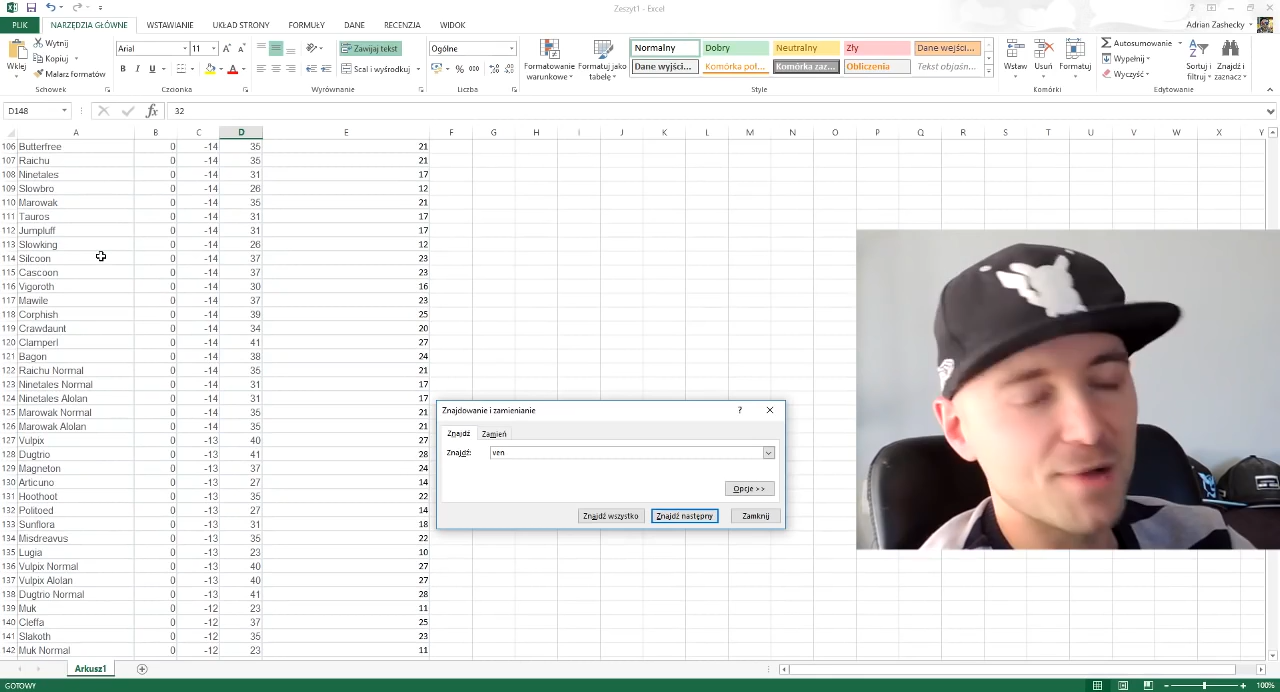 Zeszyt1 - Excel
PLIK NARZĘDZIA GŁÓWNE WSTAWIANIE UKŁAD STRONY FORMUŁY DANE RECENZJA WIDOK Adrian Zashecky
Wklej Wytnij Kopiuj Malarz formatów Schowek
Arial 11 Czcionka
Zawijaj tekst Scal i wyśrodkuj Wyrównanie
Ogólne Liczba
Formatowanie warunkowe Formatuj jako tabelę
Normalny Dobry Neutralny Zły Dane wejści...
Dane wyjści... Komórka poł... Komórka zaz... Obliczenia Tekst objaśn...
Style
Wstaw Usuń Formatuj Komórki
Autosumowanie Wypełnij Wyczyść Sortuj i filtruj Znajdź i zaznacz Edytowanie
D148 fx 32
A B C D E F G H I J K L M N O P Q R S T U V W X Y
106 Butterfree 0 -14 35 21
107 Raichu 0 -14 35 21
108 Ninetales 0 -14 31 17
109 Slowbro 0 -14 26 12
110 Marowak 0 -14 35 21
111 Tauros 0 -14 31 17
112 Jumpluff 0 -14 31 17
113 Slowking 0 -14 26 12
114 Silcoon 0 -14 37 23
115 Cascoon 0 -14 37 23
116 Vigoroth 0 -14 30 16
117 Mawile 0 -14 37 23
118 Corphish 0 -14 39 25
119 Crawdaunt 0 -14 34 20
120 Clamperl 0 -14 41 27
121 Bagon 0 -14 38 24
122 Raichu Normal 0 -14 35 21
123 Ninetales Normal 0 -14 31 17
124 Ninetales Alolan 0 -14 31 17
125 Marowak Normal 0 -14 35 21
126 Marowak Alolan 0 -14 35 21
127 Vulpix 0 -13 40 27
128 Dugtrio 0 -13 41 28
129 Magneton 0 -13 37 24
130 Articuno 0 -13 27 14
131 Hoothoot 0 -13 35 22
132 Politoed 0 -13 27 14
133 Sunflora 0 -13 31 18
134 Misdreavus 0 -13 35 22
135 Lugia 0 -13 23 10
136 Vulpix Normal 0 -13 40 27
137 Vulpix Alolan 0 -13 40 27
138 Dugtrio Normal 0 -13 41 28
139 Muk 0 -12 23 11
140 Cleffa 0 -12 37 25
141 Slakoth 0 -12 35 23
142 Muk Normal 0 -12 23 11
Znajdowanie i zamienianie ?
Znajdź Zamień
Znajdź: ven
Opcje >>
Znajdź wszystko Znajdź następny Zamknij
Arkusz1
GOTOWY 100%